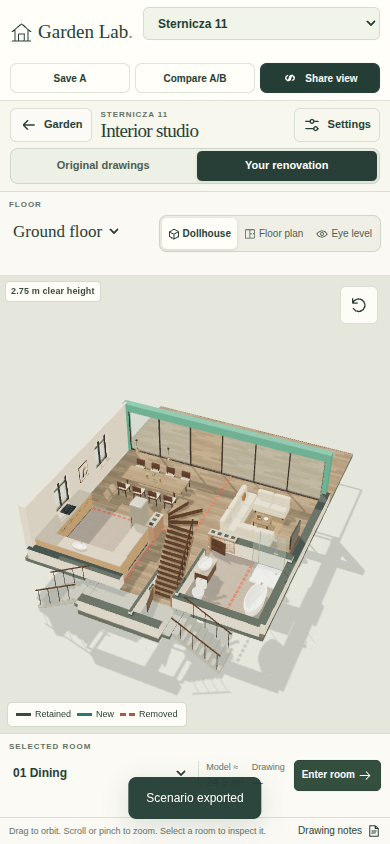 Garden Lab.
Sternicza 11
Save A
Compare A/B
Share view
Garden
STERNICZA 11
Interior studio
Settings
Original drawings
Your renovation
FLOOR
Ground floor
Dollhouse
Floor plan
Eye level
2.75 m clear height
Retained
New
Removed
SELECTED ROOM
01 Dining
Model ≈
Drawing
Enter room
Scenario exported
Drag to orbit. Scroll or pinch to zoom. Select a room to inspect it.
Drawing notes